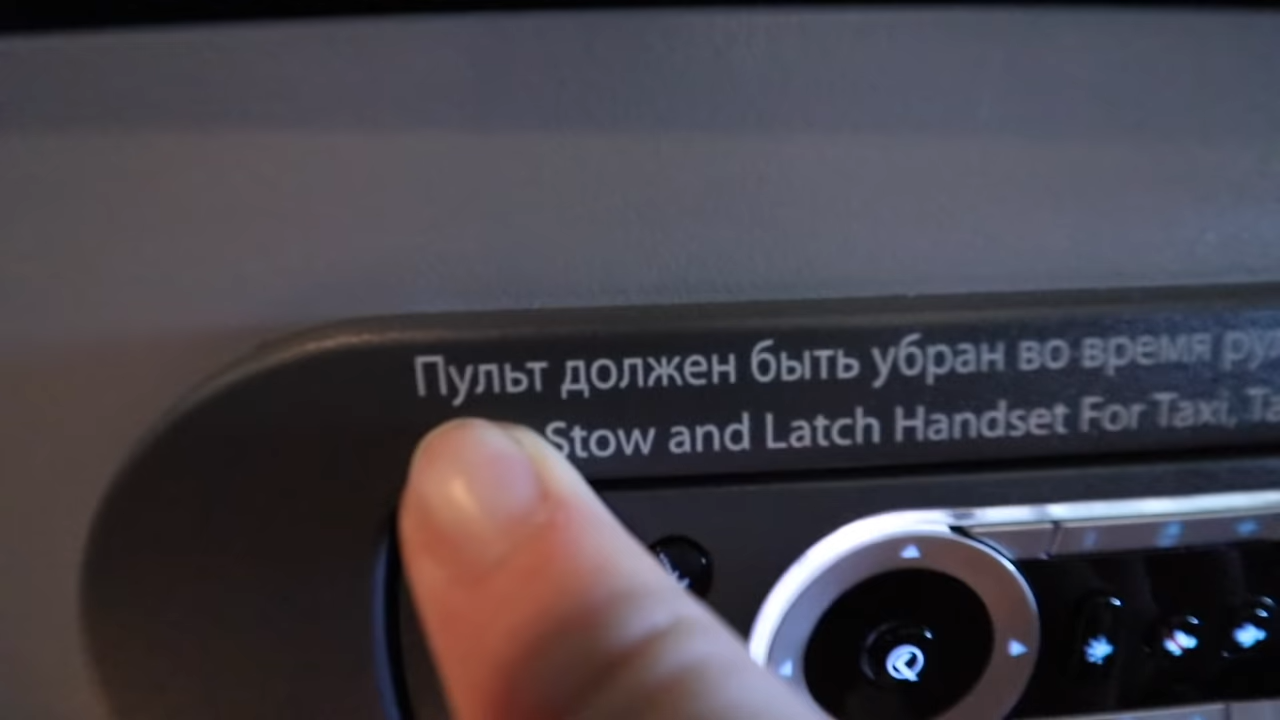 Пульт должен быть убран во время
Stow and Latch Handset For Taxi,